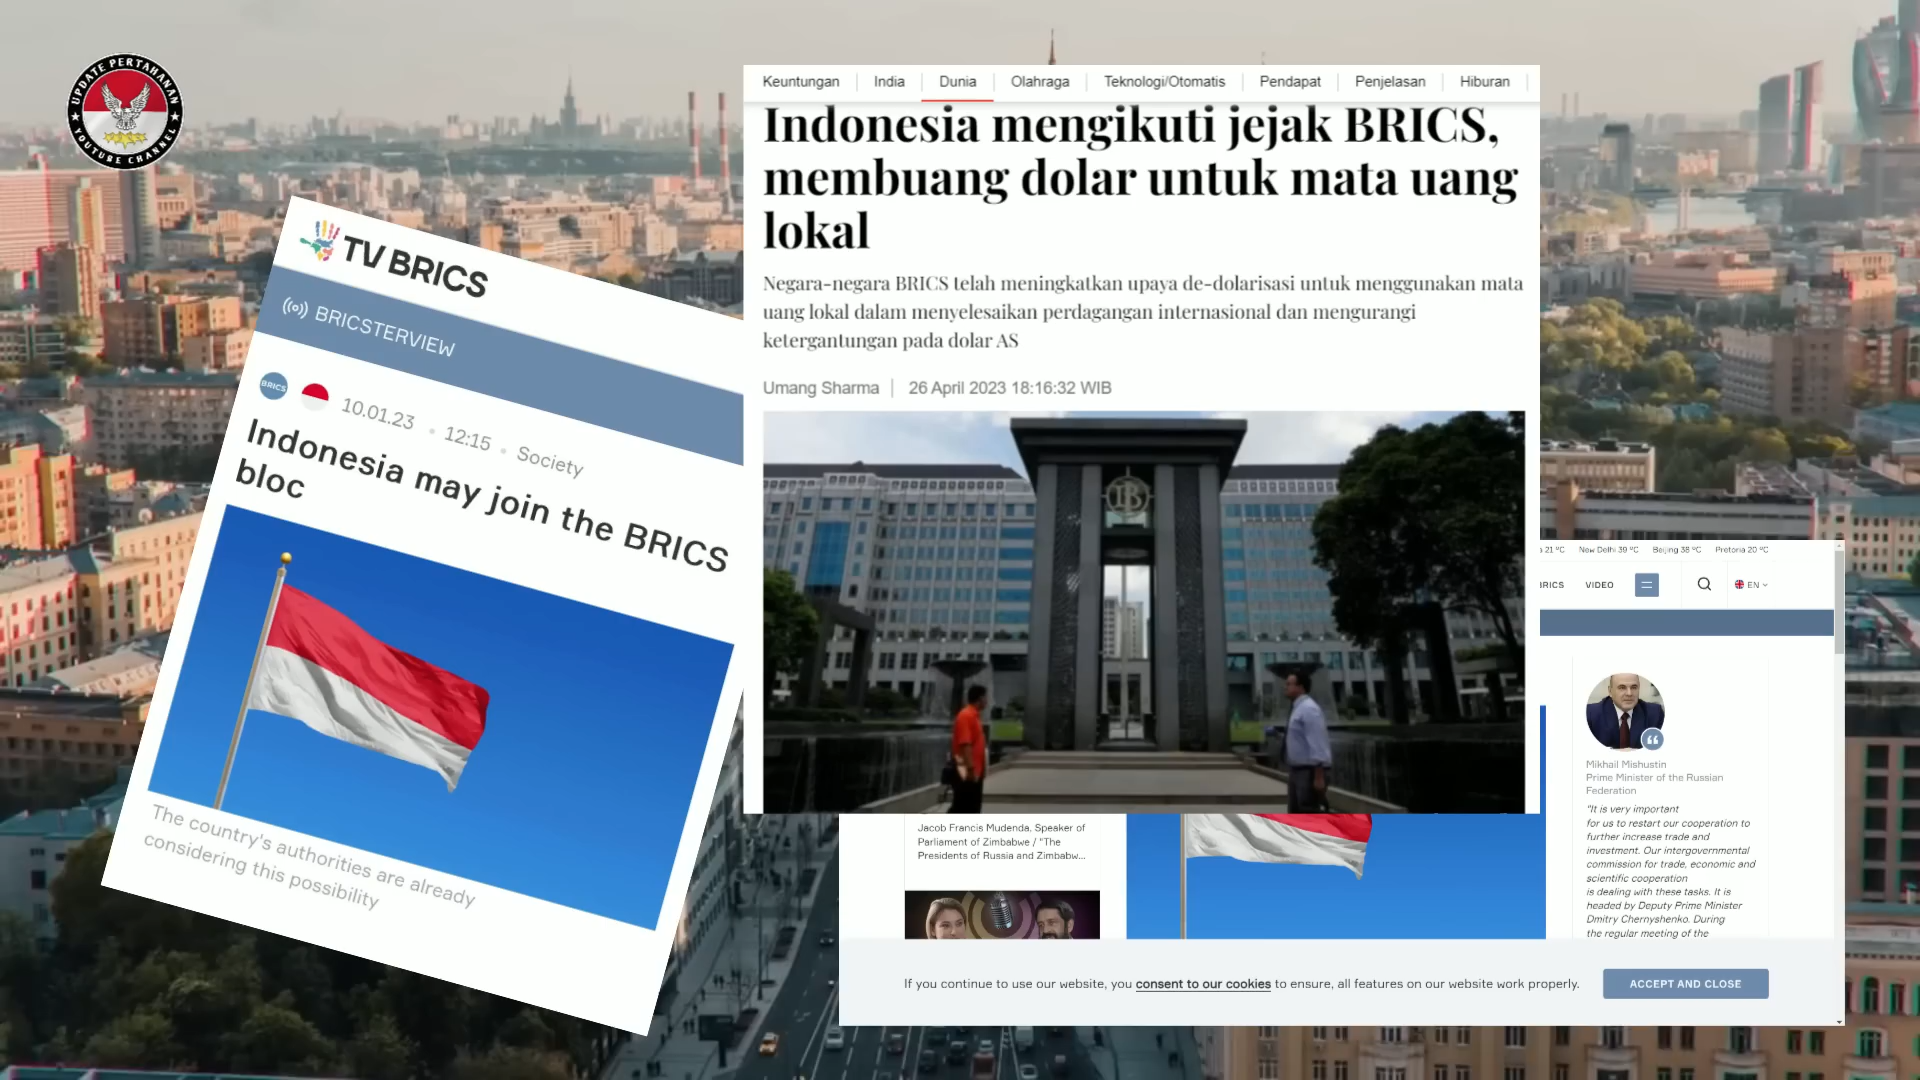 UPDATE PERTAHANAN
YOUTUBE CHANNEL
TV BRICS
BRICSTERVIEW
BRICS
10.01.23 • 12:15 • Society
Indonesia may join the BRICS
bloc
The country's authorities are already
considering this possibility
Keuntungan | India | Dunia | Olahraga | Teknologi/Otomatis | Pendapat | Penjelasan | Hiburan |
Indonesia mengikuti jejak BRICS,
membuang dolar untuk mata uang
lokal
Negara-negara BRICS telah meningkatkan upaya de-dolarisasi untuk menggunakan mata
uang lokal dalam menyelesaikan perdagangan internasional dan mengurangi
ketergantungan pada dolar AS
Umang Sharma | 26 April 2023 18:16:32 WIB
21 °C New Delhi 39 °C Beijing 38 °C Pretoria 20 °C
VIDEO
EN
Mikhail Mishustin
Prime Minister of the Russian
Federation
"It is very important
for us to restart our cooperation to
further increase trade and
investment. Our intergovernmental
commission for trade, economic and
scientific cooperation
is dealing with these tasks. It is
headed by Deputy Prime Minister
Dmitry Chernyshenko. During
the regular meeting of the
Jacob Francis Mudenda, Speaker of
Parliament of Zimbabwe / "The
Presidents of Russia and Zimbabw...
If you continue to use our website, you consent to our cookies to ensure, all features on our website work properly.
ACCEPT AND CLOSE